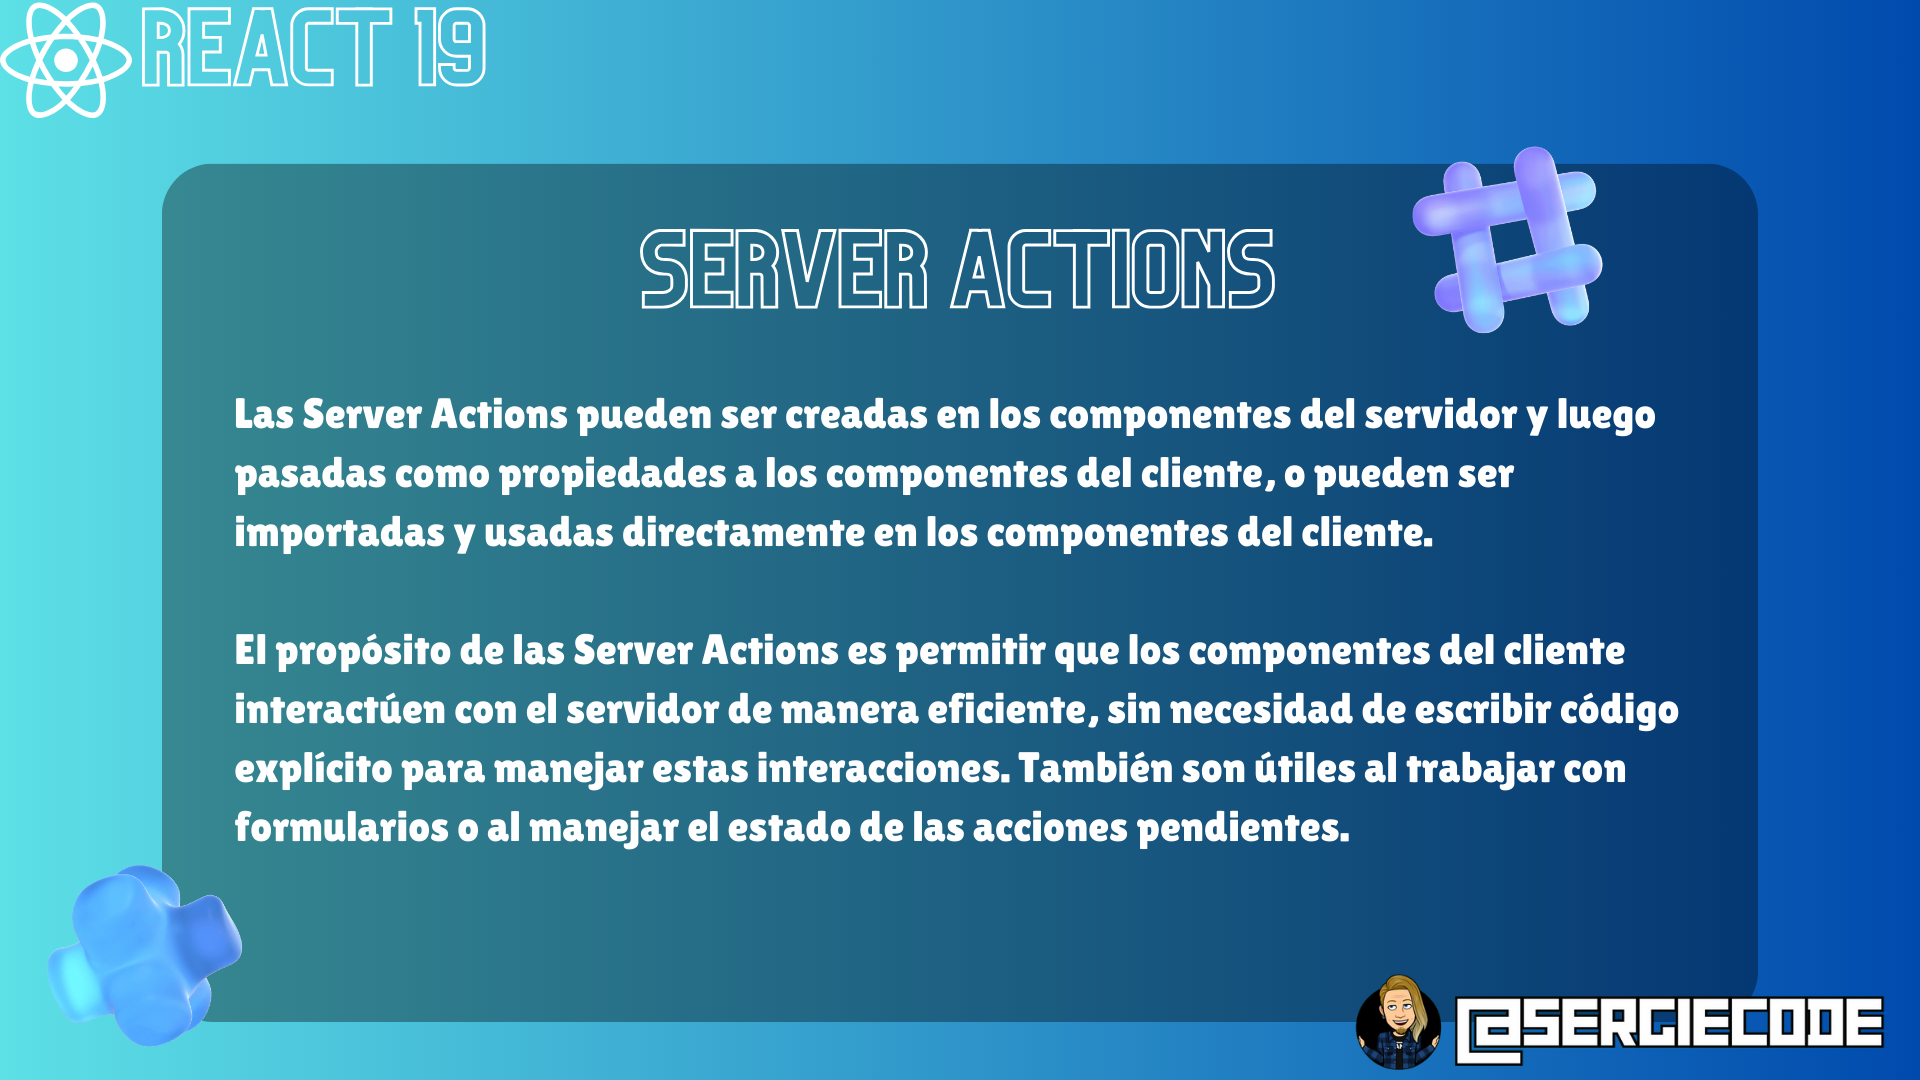 REACT 19
SERVER ACTIONS
Las Server Actions pueden ser creadas en los componentes del servidor y luego
pasadas como propiedades a los componentes del cliente, o pueden ser
importadas y usadas directamente en los componentes del cliente.
El propósito de las Server Actions es permitir que los componentes del cliente
interactúen con el servidor de manera eficiente, sin necesidad de escribir código
explícito para manejar estas interacciones. También son útiles al trabajar con
formularios o al manejar el estado de las acciones pendientes.
@SERGIECODE